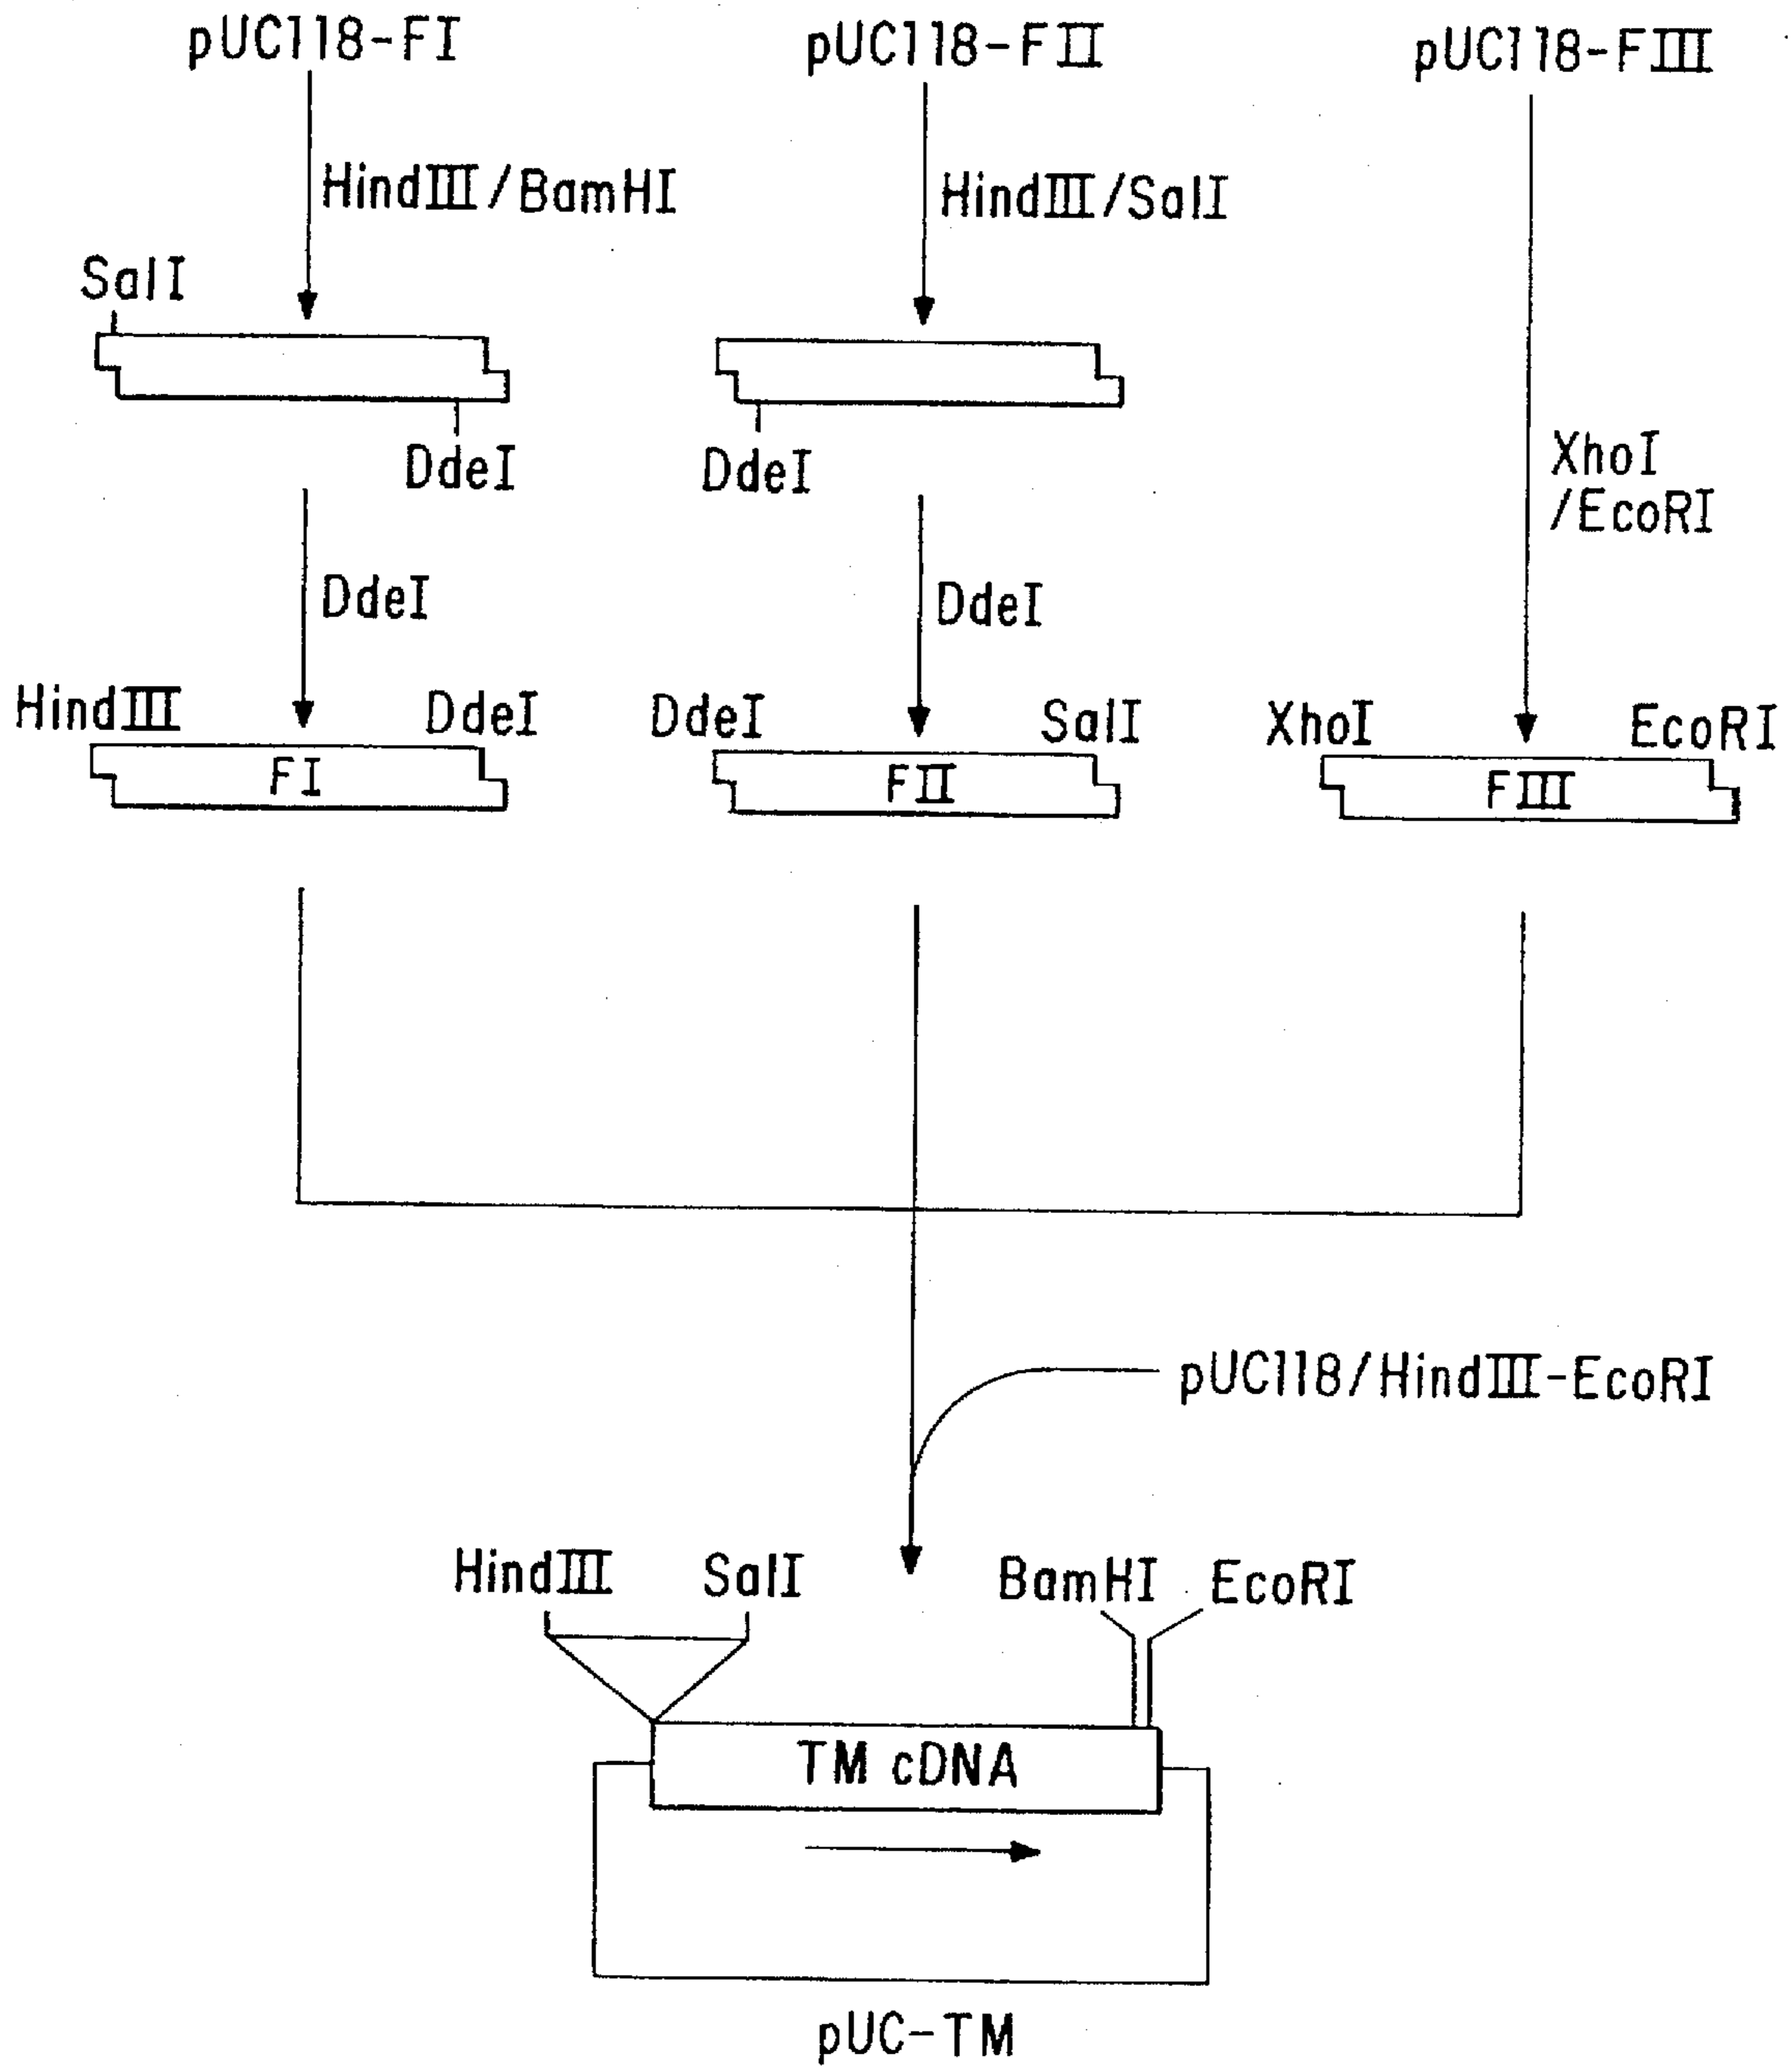 pUC118-FI
pUC118-FII
pUC118-FIII
HindIII/BamHI
HindIII/SalI
SalI
DdeI
DdeI
XhoI
/EcoRI
DdeI
DdeI
HindIII
DdeI
DdeI
SalI
XhoI
EcoRI
FI
FII
FIII
pUC118/HindIII-EcoRI
HindIII
SalI
BamHI
EcoRI
TM cDNA
pUC-TM